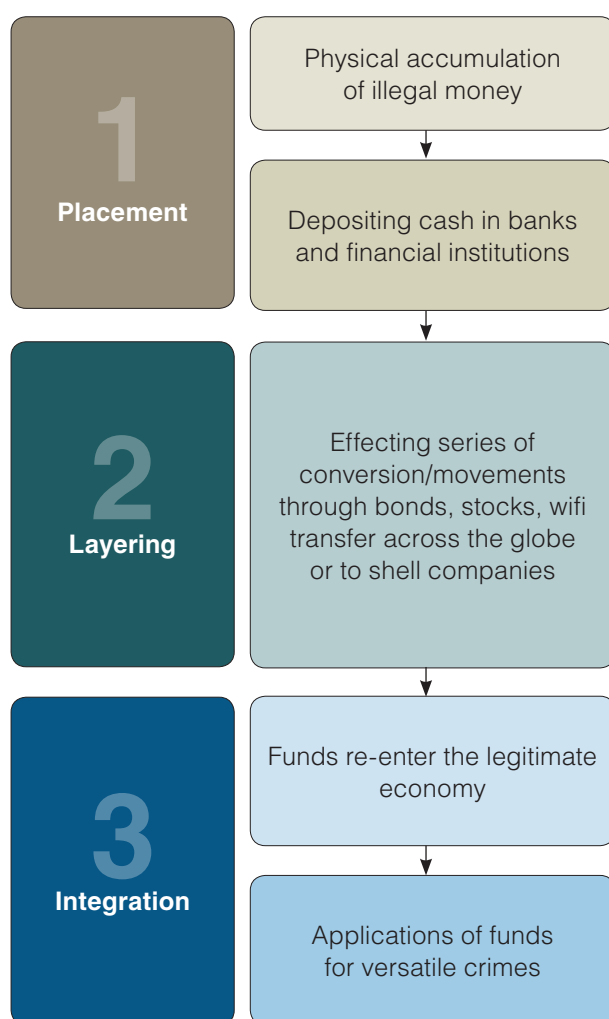 1
Placement
Physical accumulation
of illegal money
Depositing cash in banks
and financial institutions
2
Layering
Effecting series of
conversion/movements
through bonds, stocks, wifi
transfer across the globe
or to shell companies
3
Integration
Funds re-enter the legitimate
economy
Applications of funds
for versatile crimes